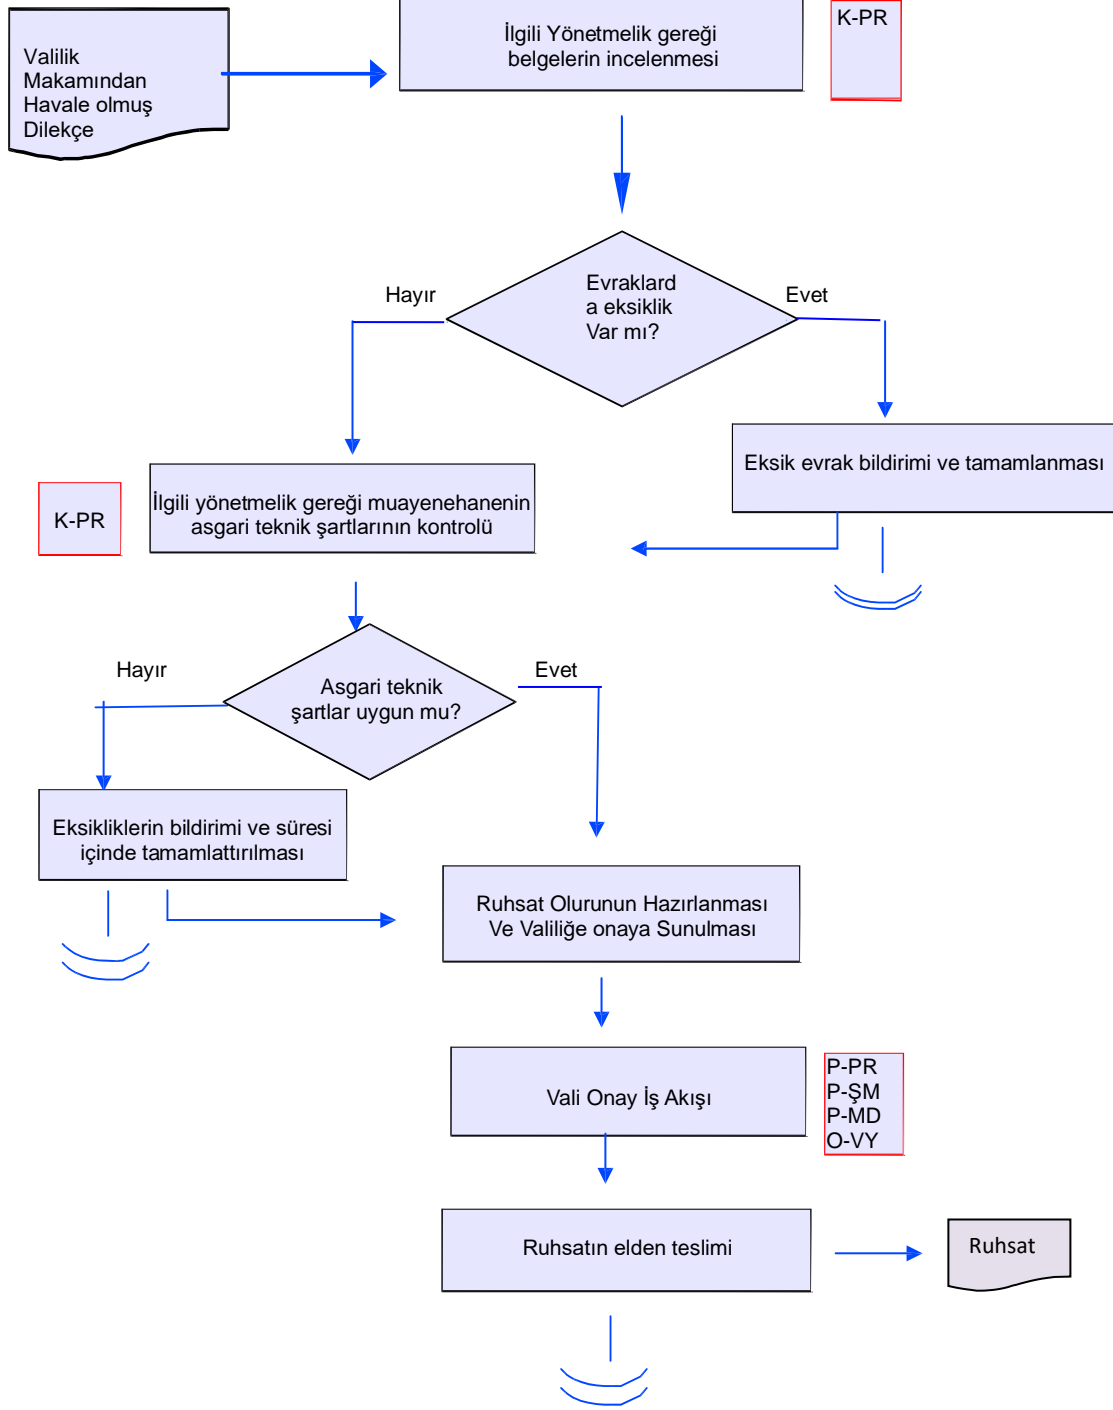 Valilik
Makamından
Havale olmuş
Dilekçe
İlgili Yönetmelik gereği
belgelerin incelenmesi
K-PR
Evraklard
a eksiklik
Var mı?
Hayır
Evet
Eksik evrak bildirimi ve tamamlanması
K-PR
İlgili yönetmelik gereği muayenehanenin
asgari teknik şartlarının kontrolü
Hayır
Evet
Asgari teknik
şartlar uygun mu?
Eksikliklerin bildirimi ve süresi
içinde tamamlattırılması
Ruhsat Olurunun Hazırlanması
Ve Valiliğe onaya Sunulması
Vali Onay İş Akışı
P-PR
P-ŞM
P-MD
O-VY
Ruhsatın elden teslimi
Ruhsat